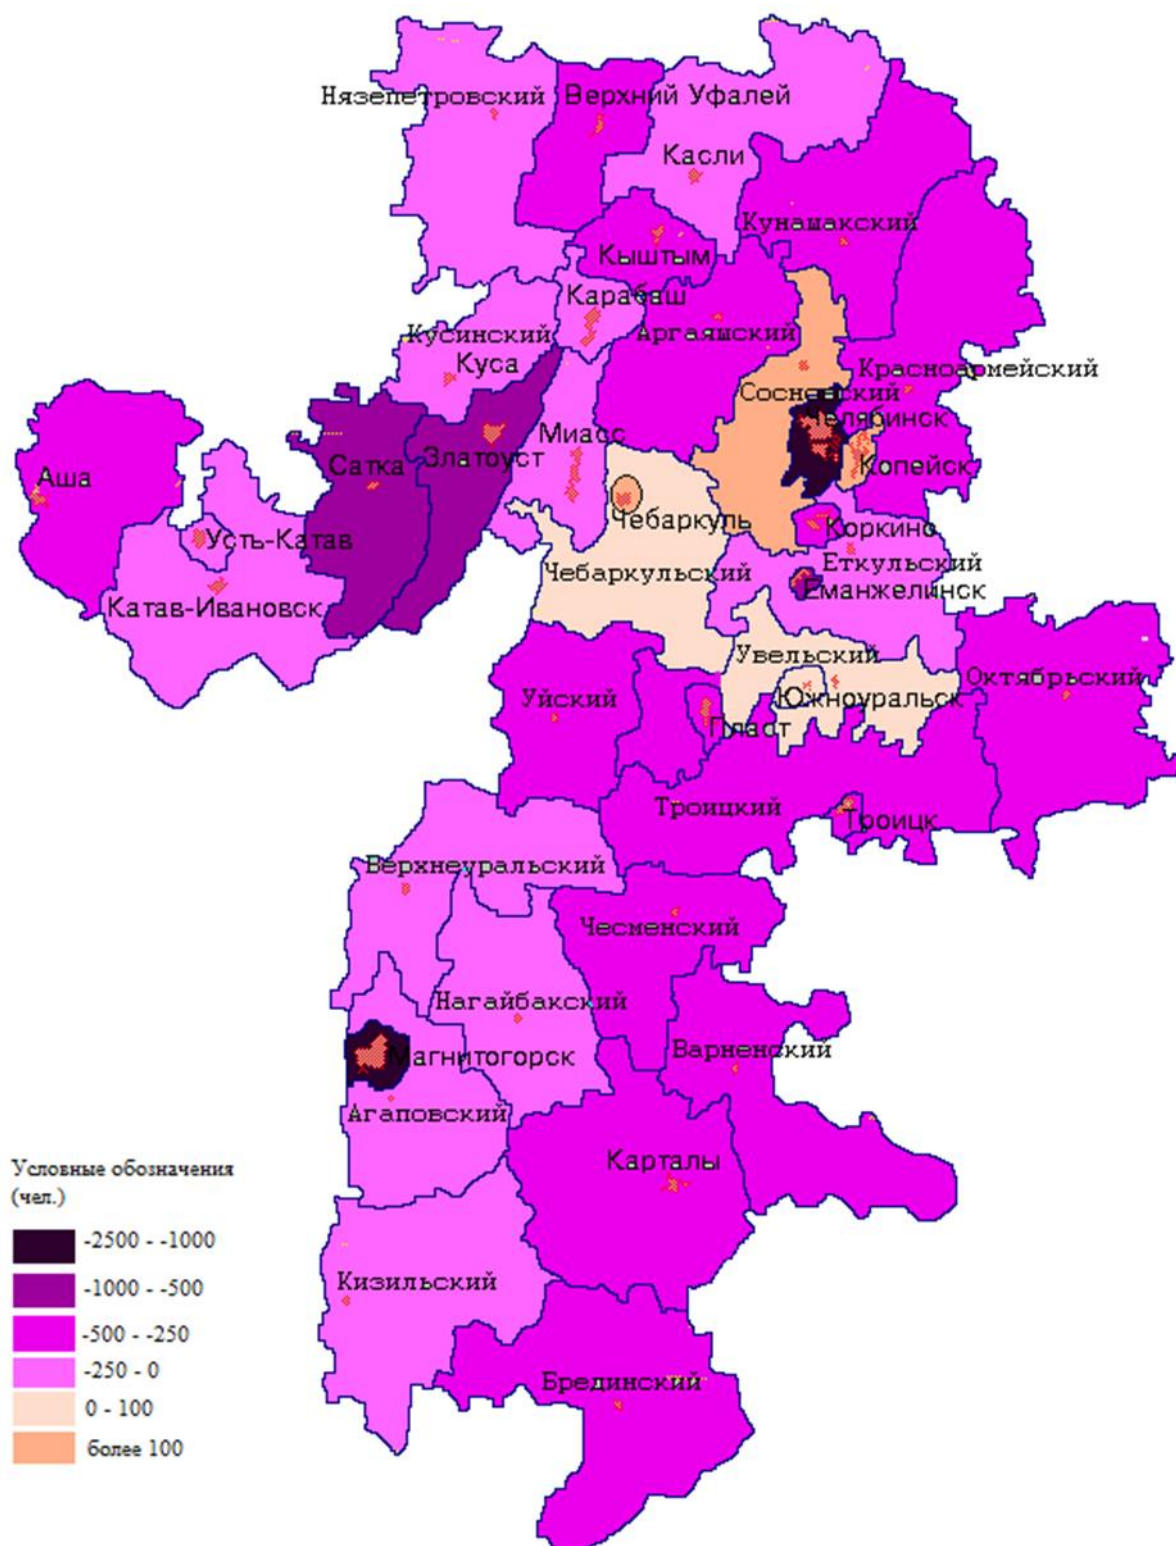 Нязепетровский
Верхний Уфалей
Касли
Кунашакский
Кыштым
Карабаш
Аргаяшский
Кусинский
Куса
Красноармейский
Сосновский
Челябинск
Миасс
Златоуст
Сатка
Аша
Копейск
Чебаркуль
Коркино
Усть-Катав
Еткульский
Чебаркульский
Еманжелинск
Катав-Ивановск
Увельский
Октябрьский
Уйский
Южноуральск
Пласт
Троицкий
Троицк
Верхнеуральский
Чесменский
Нагайбакский
Варненский
Магнитогорск
Агаповский
Карталы
Кизильский
Брединский
Условные обозначения
(чел.)
-2500 - -1000
-1000 - -500
-500 - -250
-250 - 0
0 - 100
более 100